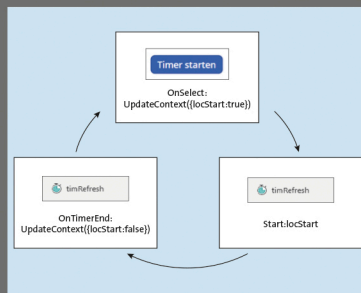 Timer starten
OnSelect:
UpdateContext({locStart:true})
timRefresh
Start:locStart
timRefresh
OnTimerEnd:
UpdateContext({locStart:false})